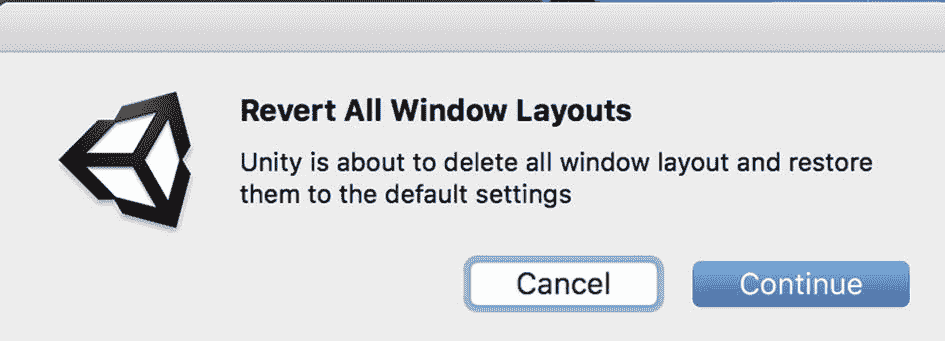 Revert All Window Layouts
Unity is about to delete all window layout and restore
them to the default settings
Cancel
Continue